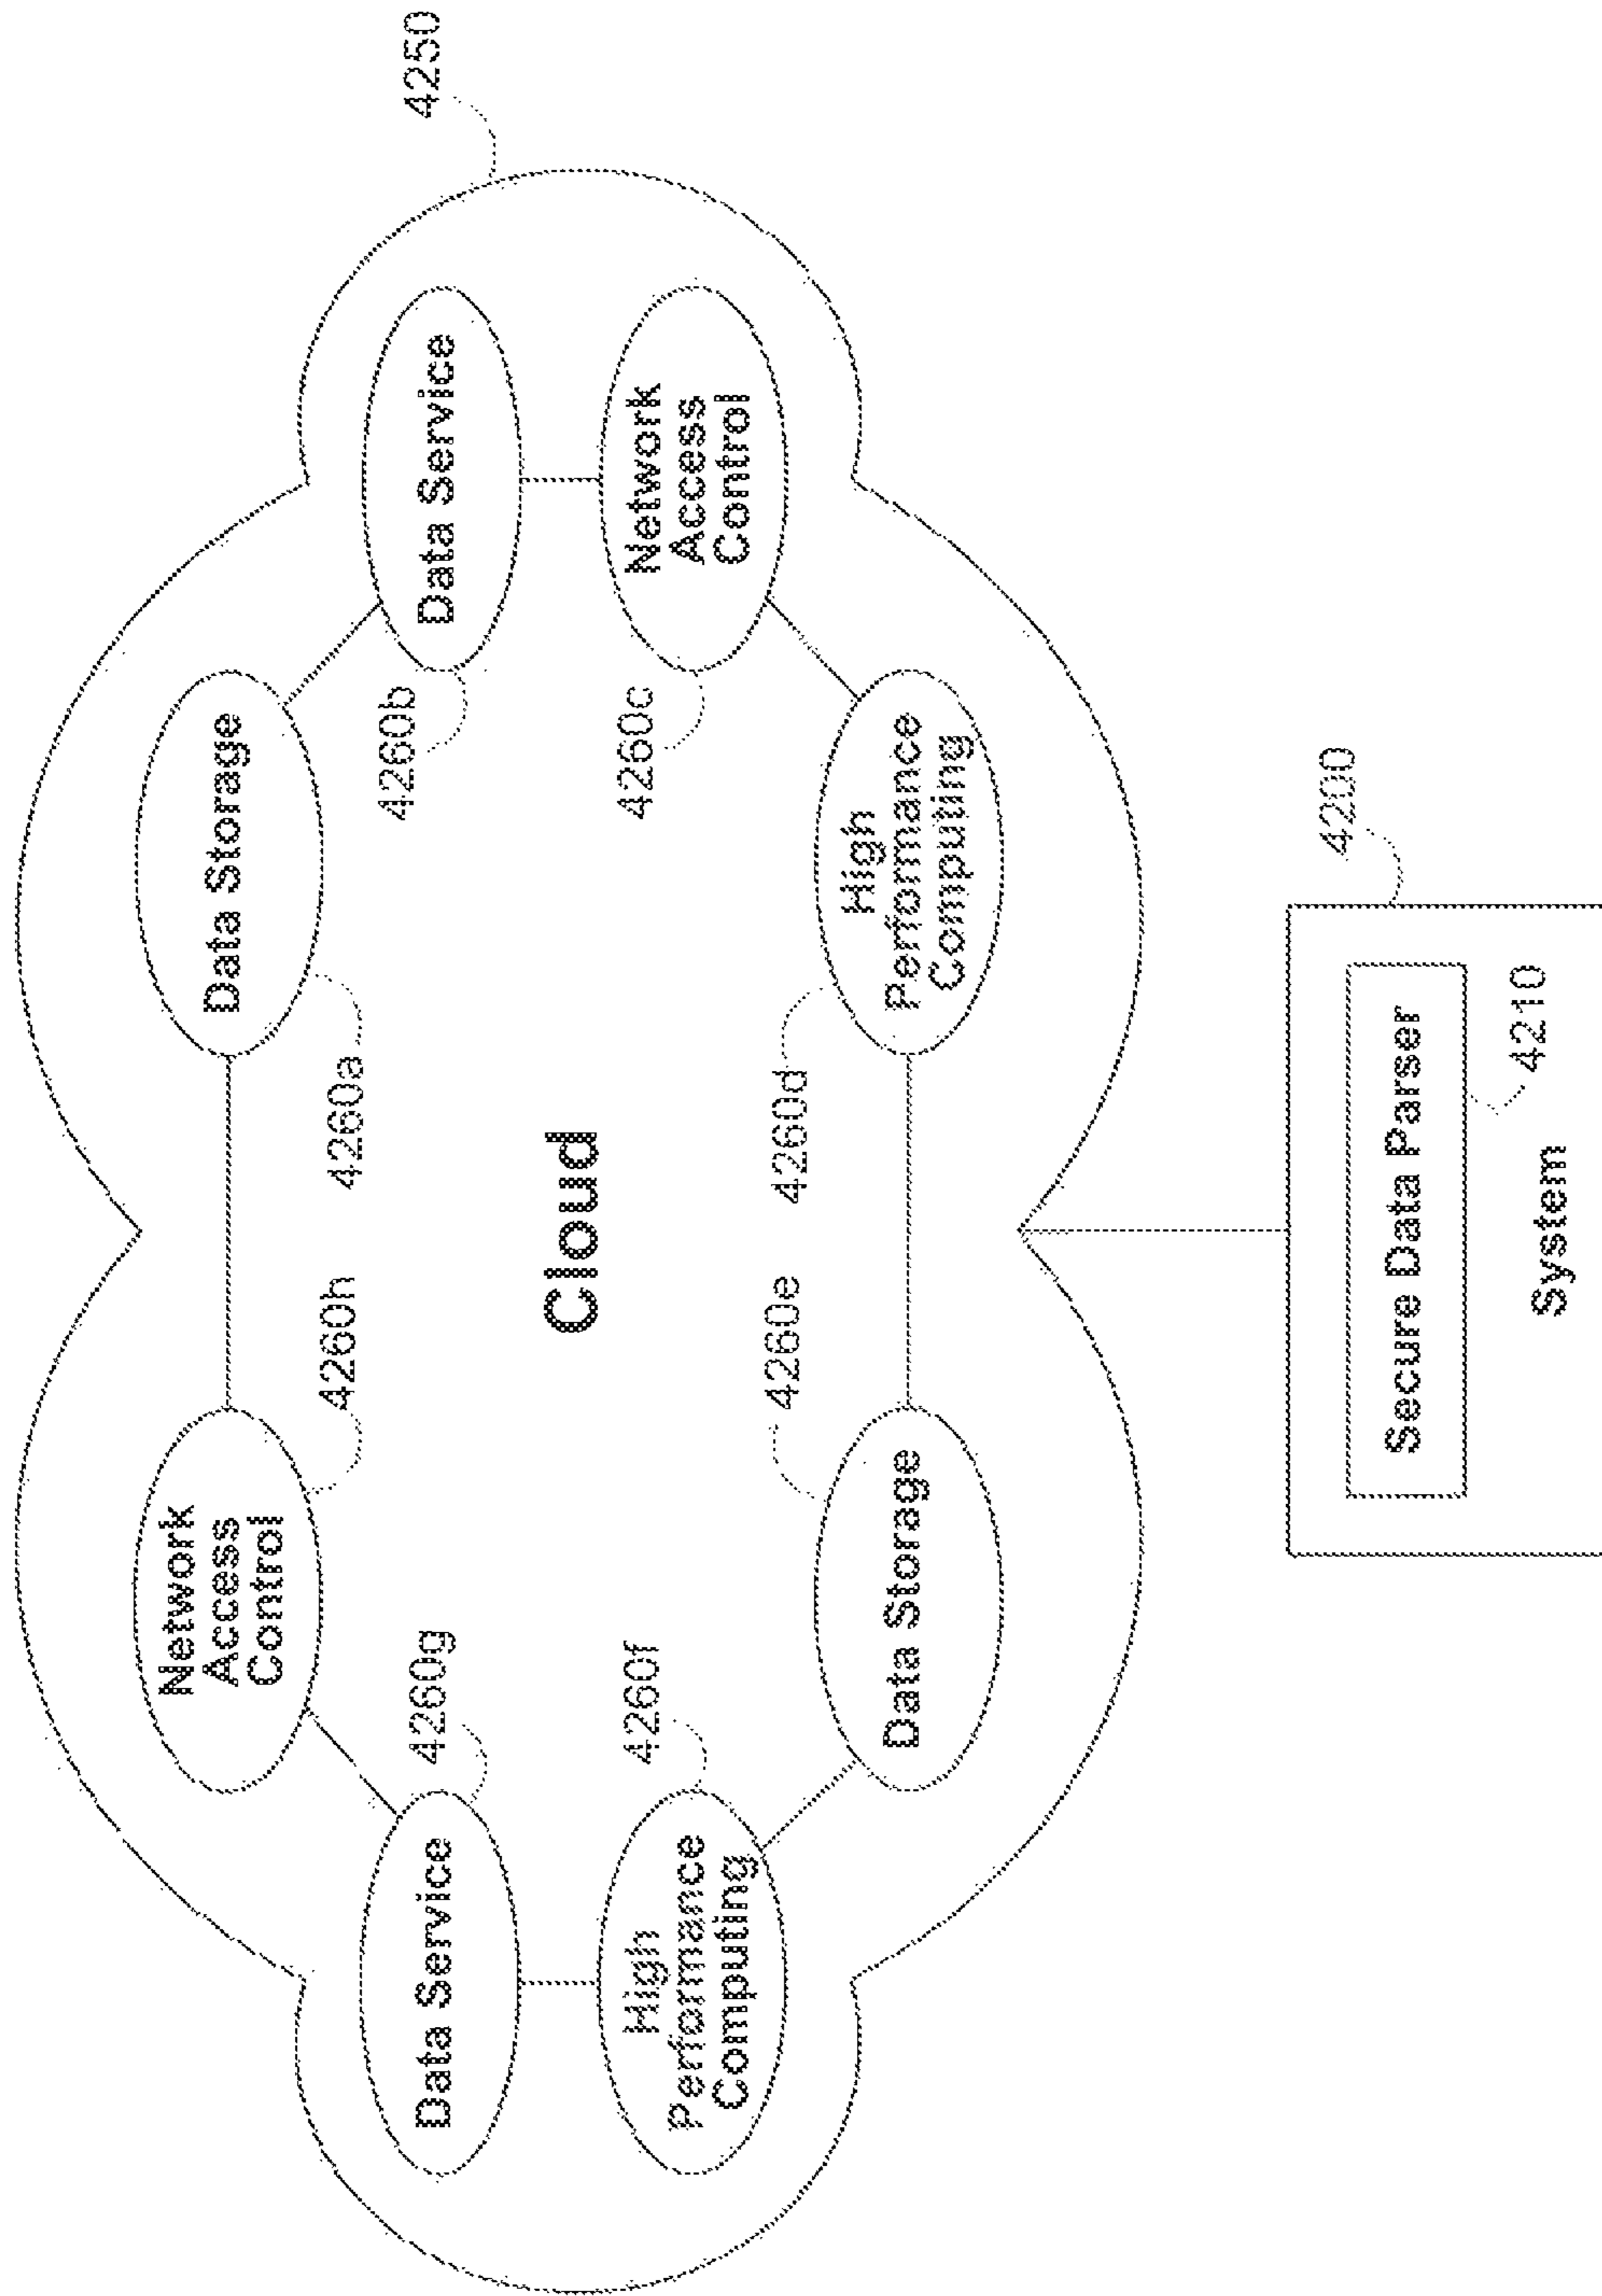 4250
Network
Access
Control
Data Storage
4260h
4260a
Data Service
Data Service
4260g
4260b
Cloud
4260f
4260c
High
Performance
Computing
Network
Access
Control
4260e
4260d
Data Storage
High
Performance
Computing
4200
Secure Data Parser
4210
System